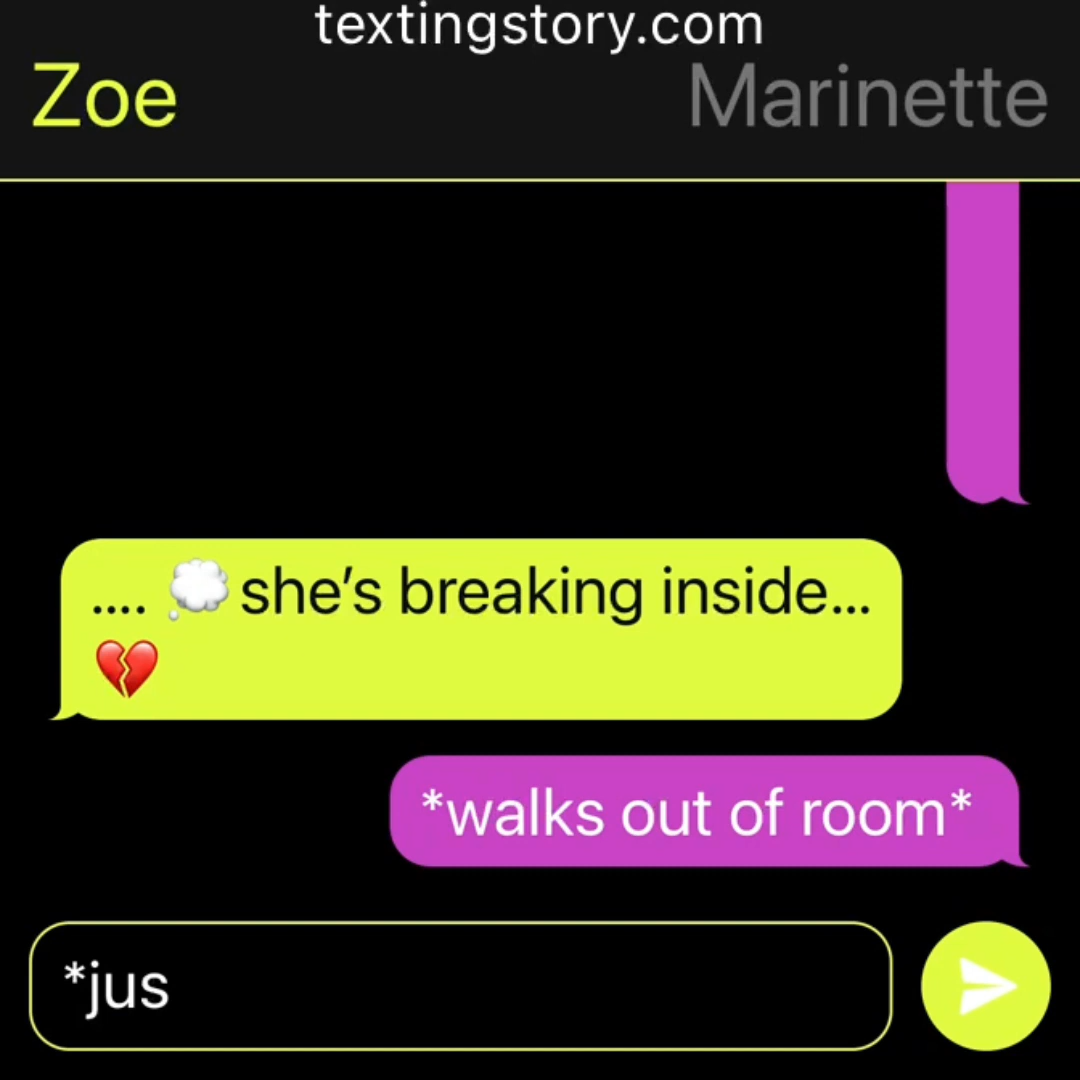 textingstory.com
Zoe Marinette
.... 💭 she’s breaking inside...
💔
*walks out of room*
*jus